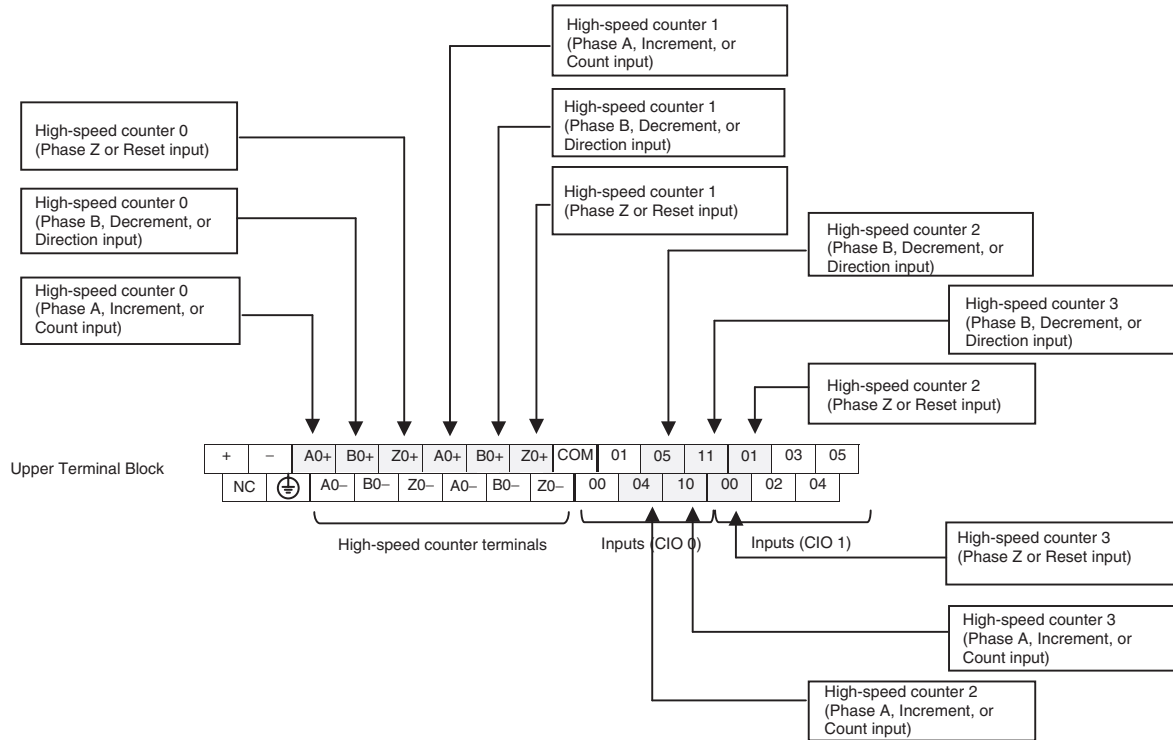 High-speed counter 1
(Phase A, Increment, or
Count input)
High-speed counter 1
(Phase B, Decrement, or
Direction input)
High-speed counter 0
(Phase Z or Reset input)
High-speed counter 1
(Phase Z or Reset input)
High-speed counter 0
(Phase B, Decrement, or
Direction input)
High-speed counter 2
(Phase B, Decrement, or
Direction input)
High-speed counter 0
(Phase A, Increment, or
Count input)
High-speed counter 3
(Phase B, Decrement, or
Direction input)
High-speed counter 2
(Phase Z or Reset input)
Upper Terminal Block
+ − A0+ B0+ Z0+ A0+ B0+ Z0+ COM 01 05 11 01 03 05
NC A0− B0− Z0− A0− B0− Z0− 00 04 10 00 02 04
High-speed counter terminals
Inputs (CIO 0)
Inputs (CIO 1)
High-speed counter 3
(Phase Z or Reset input)
High-speed counter 3
(Phase A, Increment, or
Count input)
High-speed counter 2
(Phase A, Increment, or
Count input)